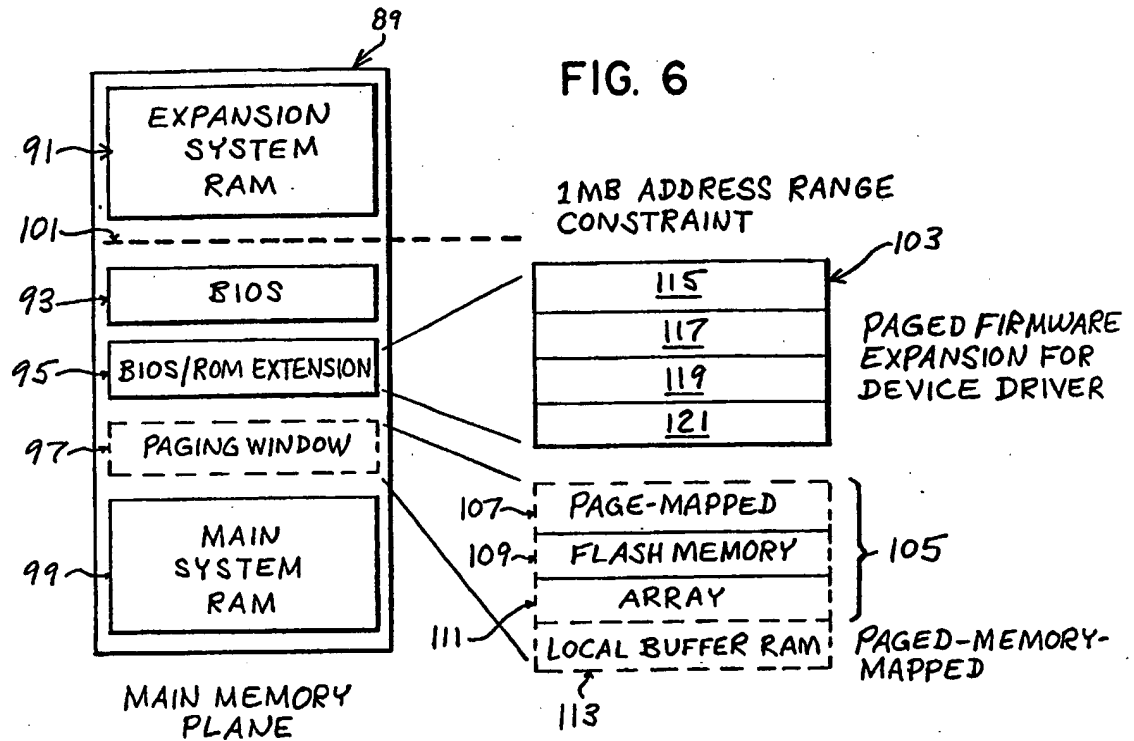 89
FIG. 6
EXPANSION
SYSTEM
RAM
91
1MB ADDRESS RANGE
CONSTRAINT
101
103
BIOS
93
115
117
119
121
PAGED FIRMWARE
EXPANSION FOR
DEVICE DRIVER
BIOS/ROM EXTENSION
95
PAGING WINDOW
97
107
PAGE-MAPPED
109
FLASH MEMORY
105
ARRAY
111
MAIN
SYSTEM
RAM
99
LOCAL BUFFER RAM
PAGED-MEMORY-
MAPPED
113
MAIN MEMORY
PLANE